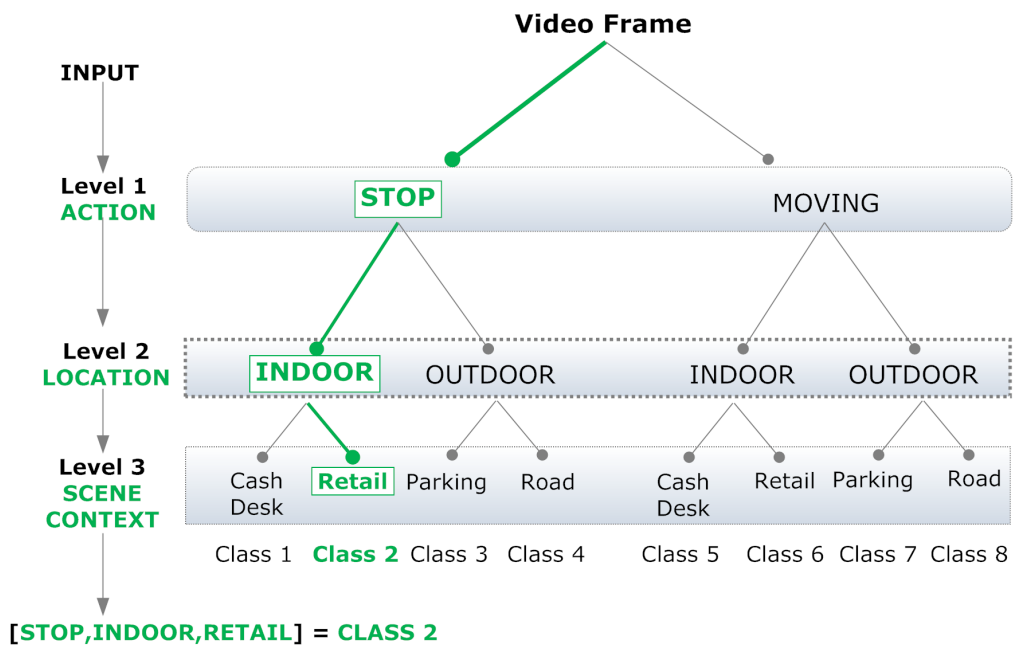 Video Frame
INPUT
Level 1
ACTION
STOP
MOVING
Level 2
LOCATION
INDOOR
OUTDOOR
INDOOR
OUTDOOR
Level 3
SCENE
CONTEXT
Cash
Desk
Retail
Parking
Road
Cash
Desk
Retail
Parking
Road
Class 1
Class 2
Class 3
Class 4
Class 5
Class 6
Class 7
Class 8
[STOP,INDOOR,RETAIL] = CLASS 2